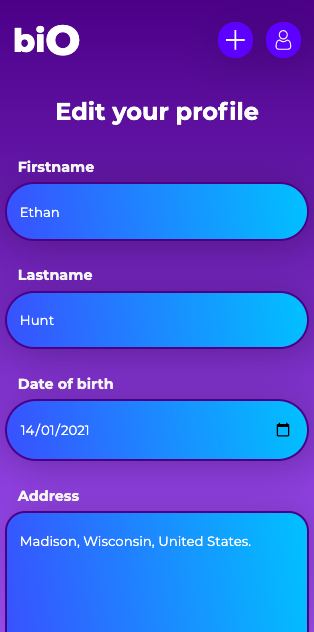 biO
Edit your profile
Firstname
Ethan
Lastname
Hunt
Date of birth
14/01/2021
Address
Madison, Wisconsin, United States.